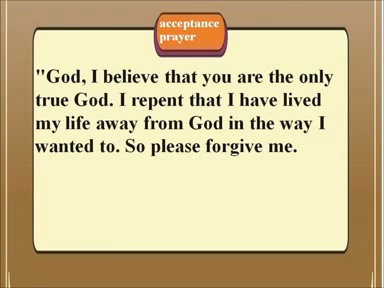 acceptance
prayer
"God, I believe that you are the only
true God. I repent that I have lived
my life away from God in the way I
wanted to. So please forgive me.